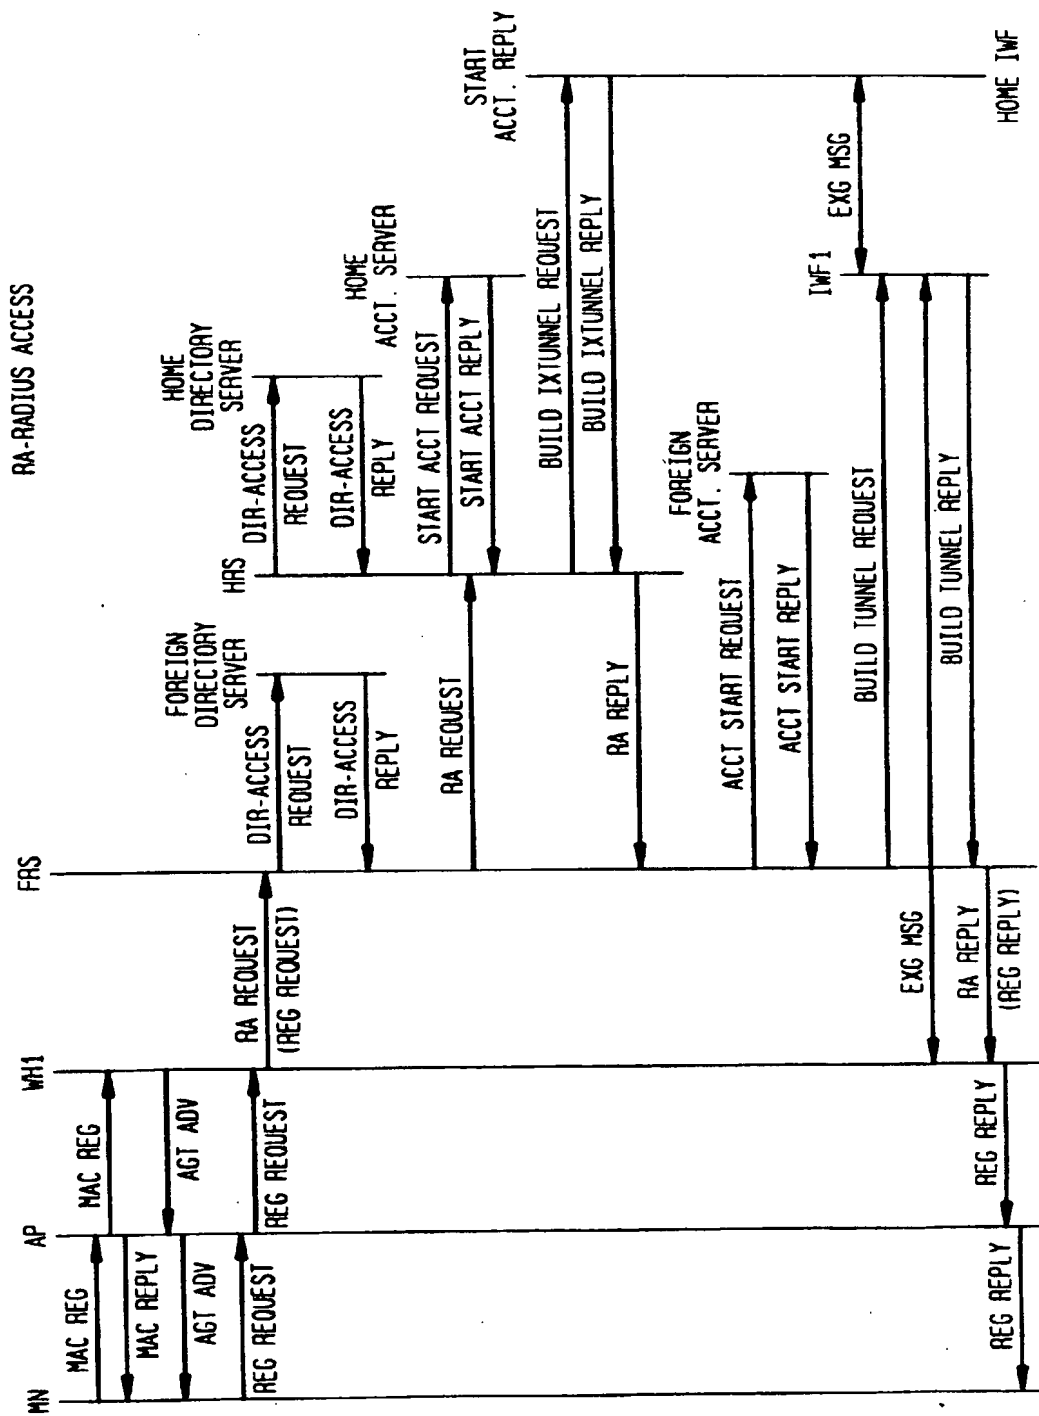 RA-RADIUS ACCESS
MN
AP
WH1
FRS
FOREIGN
DIRECTORY
SERVER
HRS
HOME
DIRECTORY
SERVER
HOME
ACCT. SERVER
START
ACCT. REPLY
MAC REG
MAC REG
MAC REPLY
AGT ADV
AGT ADV
REG REQUEST
REG REQUEST
RA REQUEST
(REG REQUEST)
DIR-ACCESS
REQUEST
DIR-ACCESS
REPLY
DIR-ACCESS
REQUEST
DIR-ACCESS
REPLY
RA REQUEST
START ACCT REQUEST
START ACCT REPLY
BUILD IXTUNNEL REQUEST
BUILD IXTUNNEL REPLY
RA REPLY
FOREIGN
ACCT. SERVER
ACCT START REQUEST
ACCT START REPLY
IWF1
EXG MSG
BUILD TUNNEL REQUEST
BUILD TUNNEL REPLY
EXG MSG
RA REPLY
(REG REPLY)
REG REPLY
REG REPLY
HOME IWF